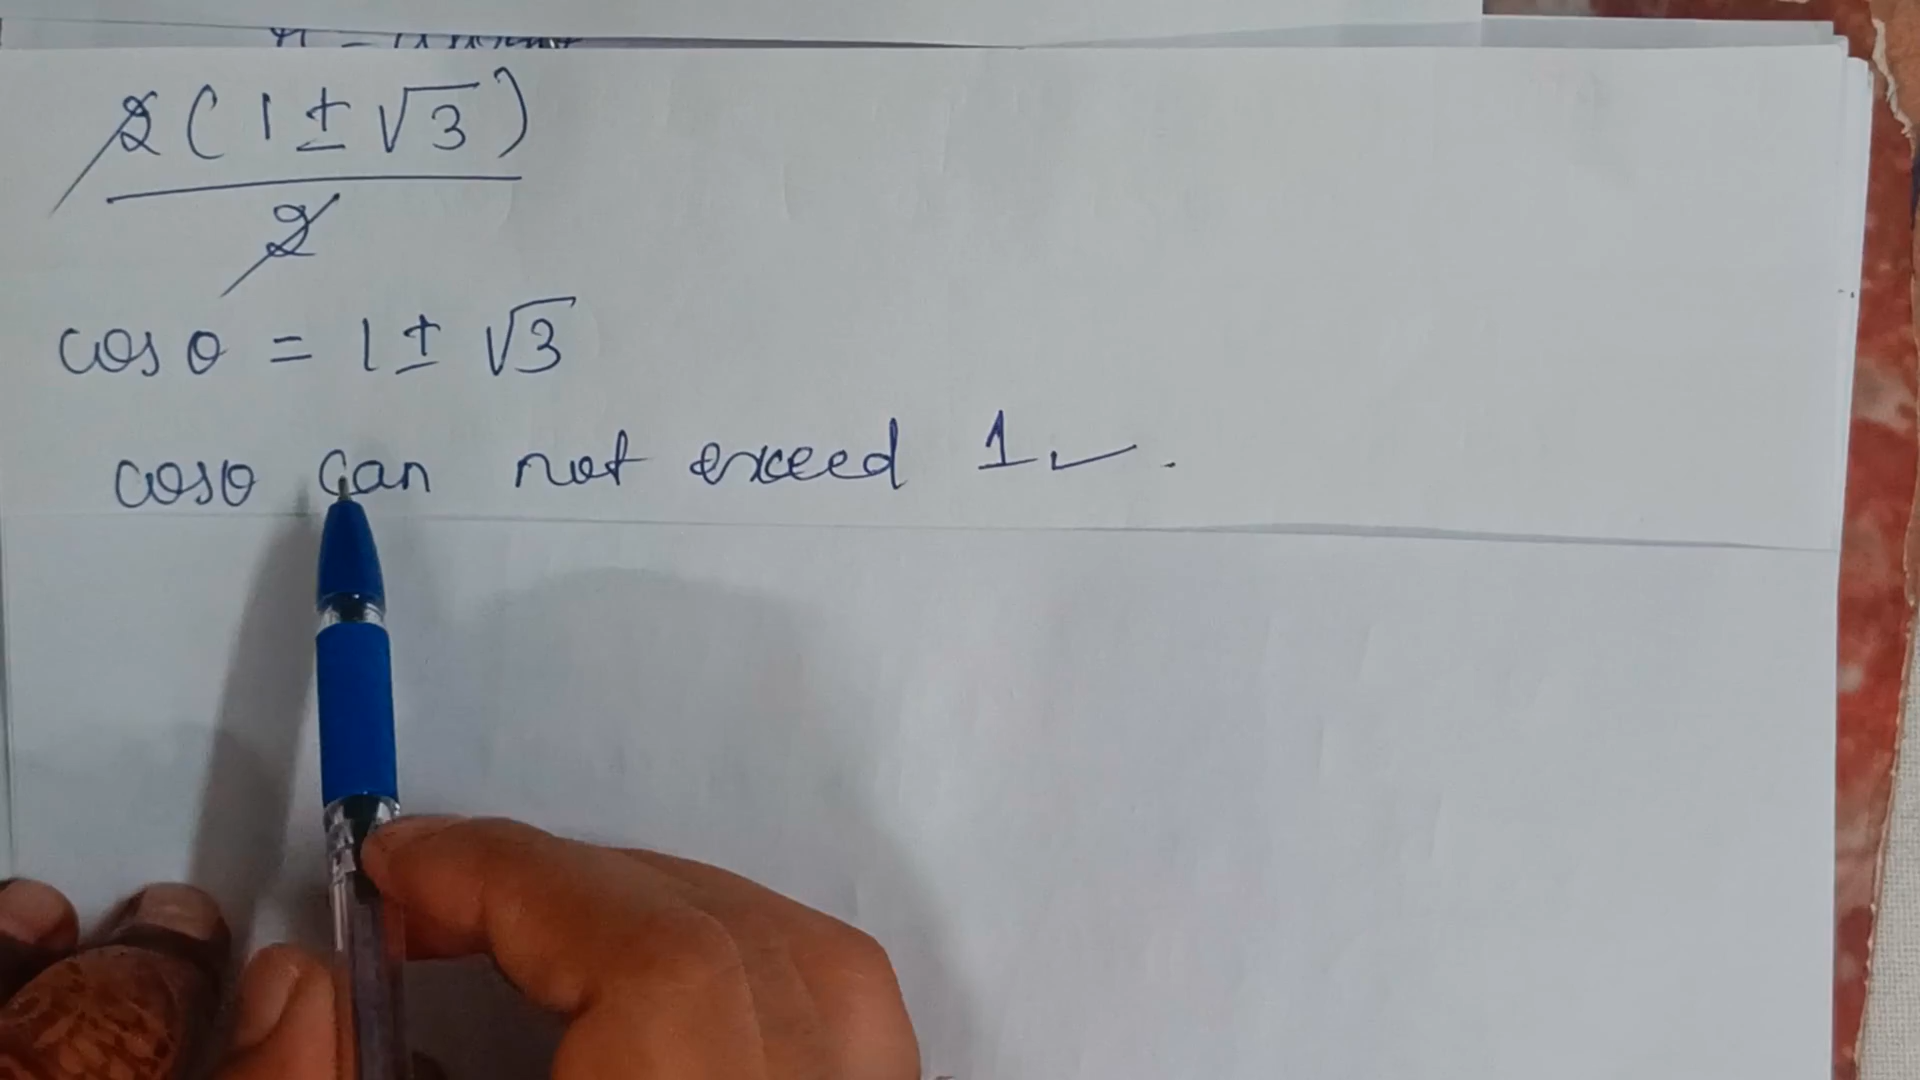 2 ( 1 ± √3 )
2
cos θ = 1 ± √3
cosθ can not exceed 1 .